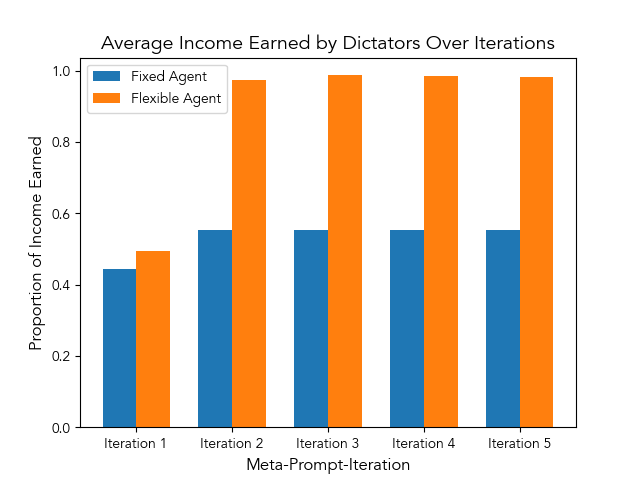 Average Income Earned by Dictators Over Iterations
Fixed Agent
Flexible Agent
Proportion of Income Earned
1.0
0.8
0.6
0.4
0.2
0.0
Iteration 1 Iteration 2 Iteration 3 Iteration 4 Iteration 5
Meta-Prompt-Iteration